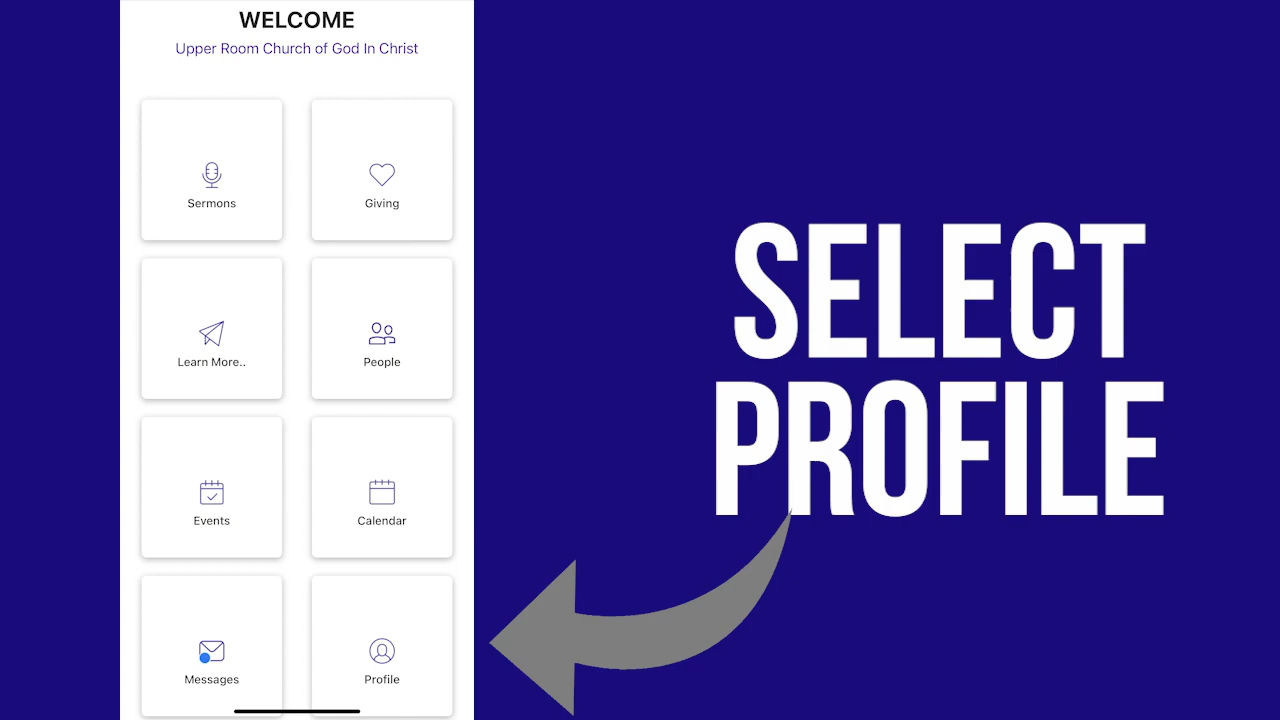 WELCOME
Upper Room Church of God In Christ
Sermons
Giving
Learn More..
People
Events
Calendar
Messages
Profile
SELECT
PROFILE